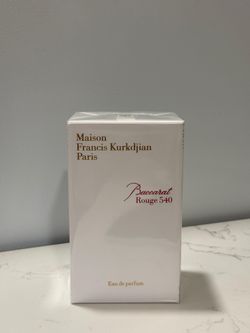 Maison
Francis Kurkdjian
Paris
Baccarat
Rouge 540
Eau de parfum